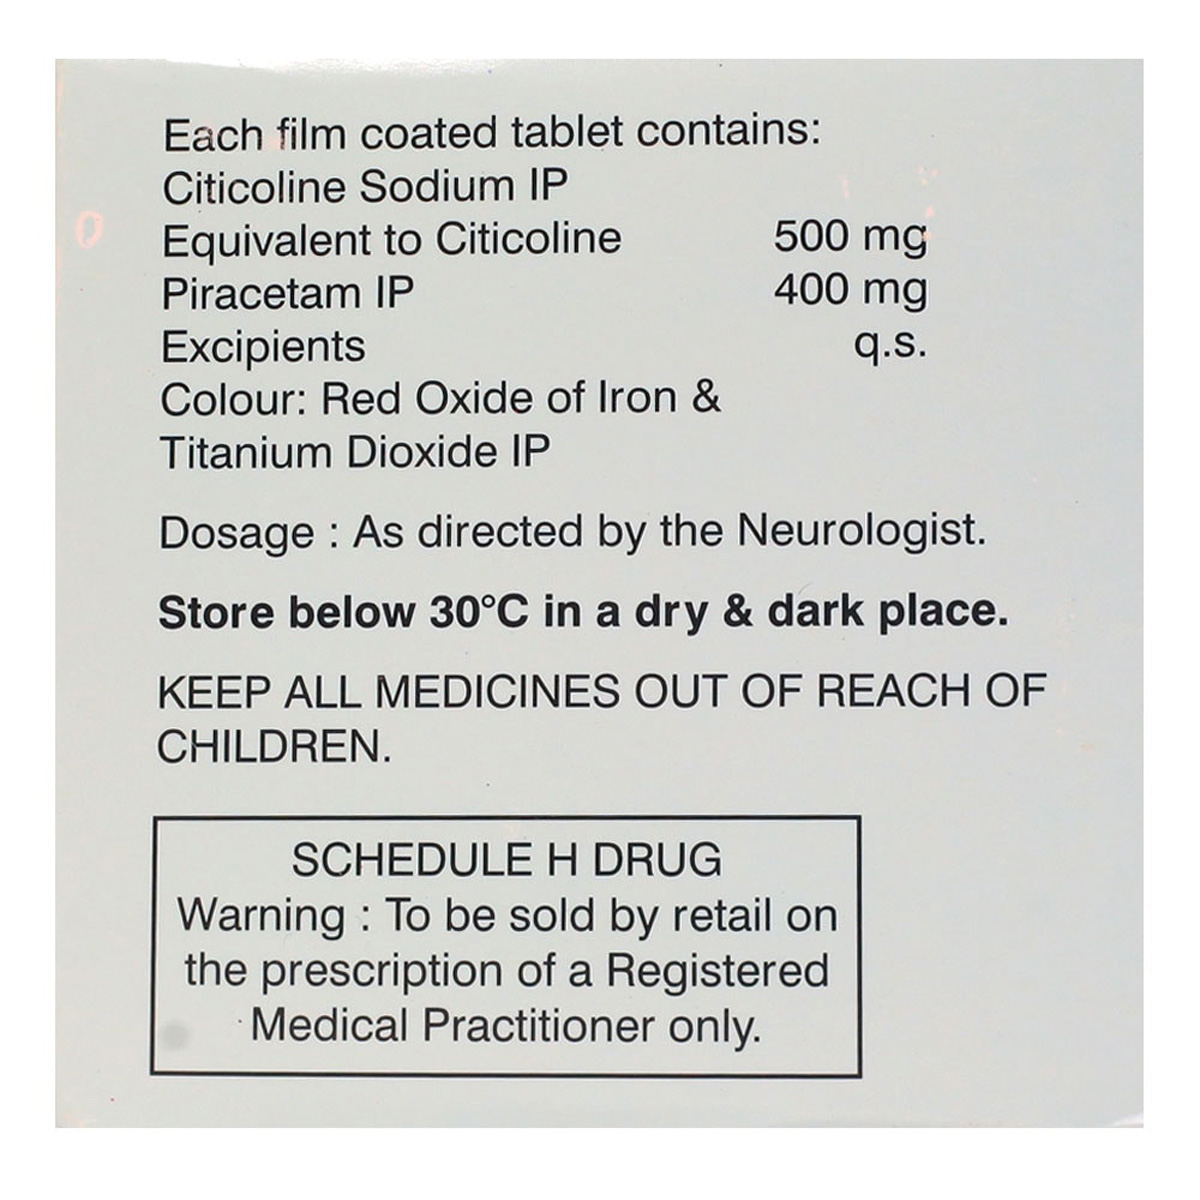 Each film coated tablet contains:
Citicoline Sodium IP
Equivalent to Citicoline 500 mg
Piracetam IP 400 mg
Excipients q.s.
Colour: Red Oxide of Iron &
Titanium Dioxide IP
Dosage : As directed by the Neurologist.
Store below 30°C in a dry & dark place.
KEEP ALL MEDICINES OUT OF REACH OF
CHILDREN.
SCHEDULE H DRUG
Warning : To be sold by retail on
the prescription of a Registered
Medical Practitioner only.